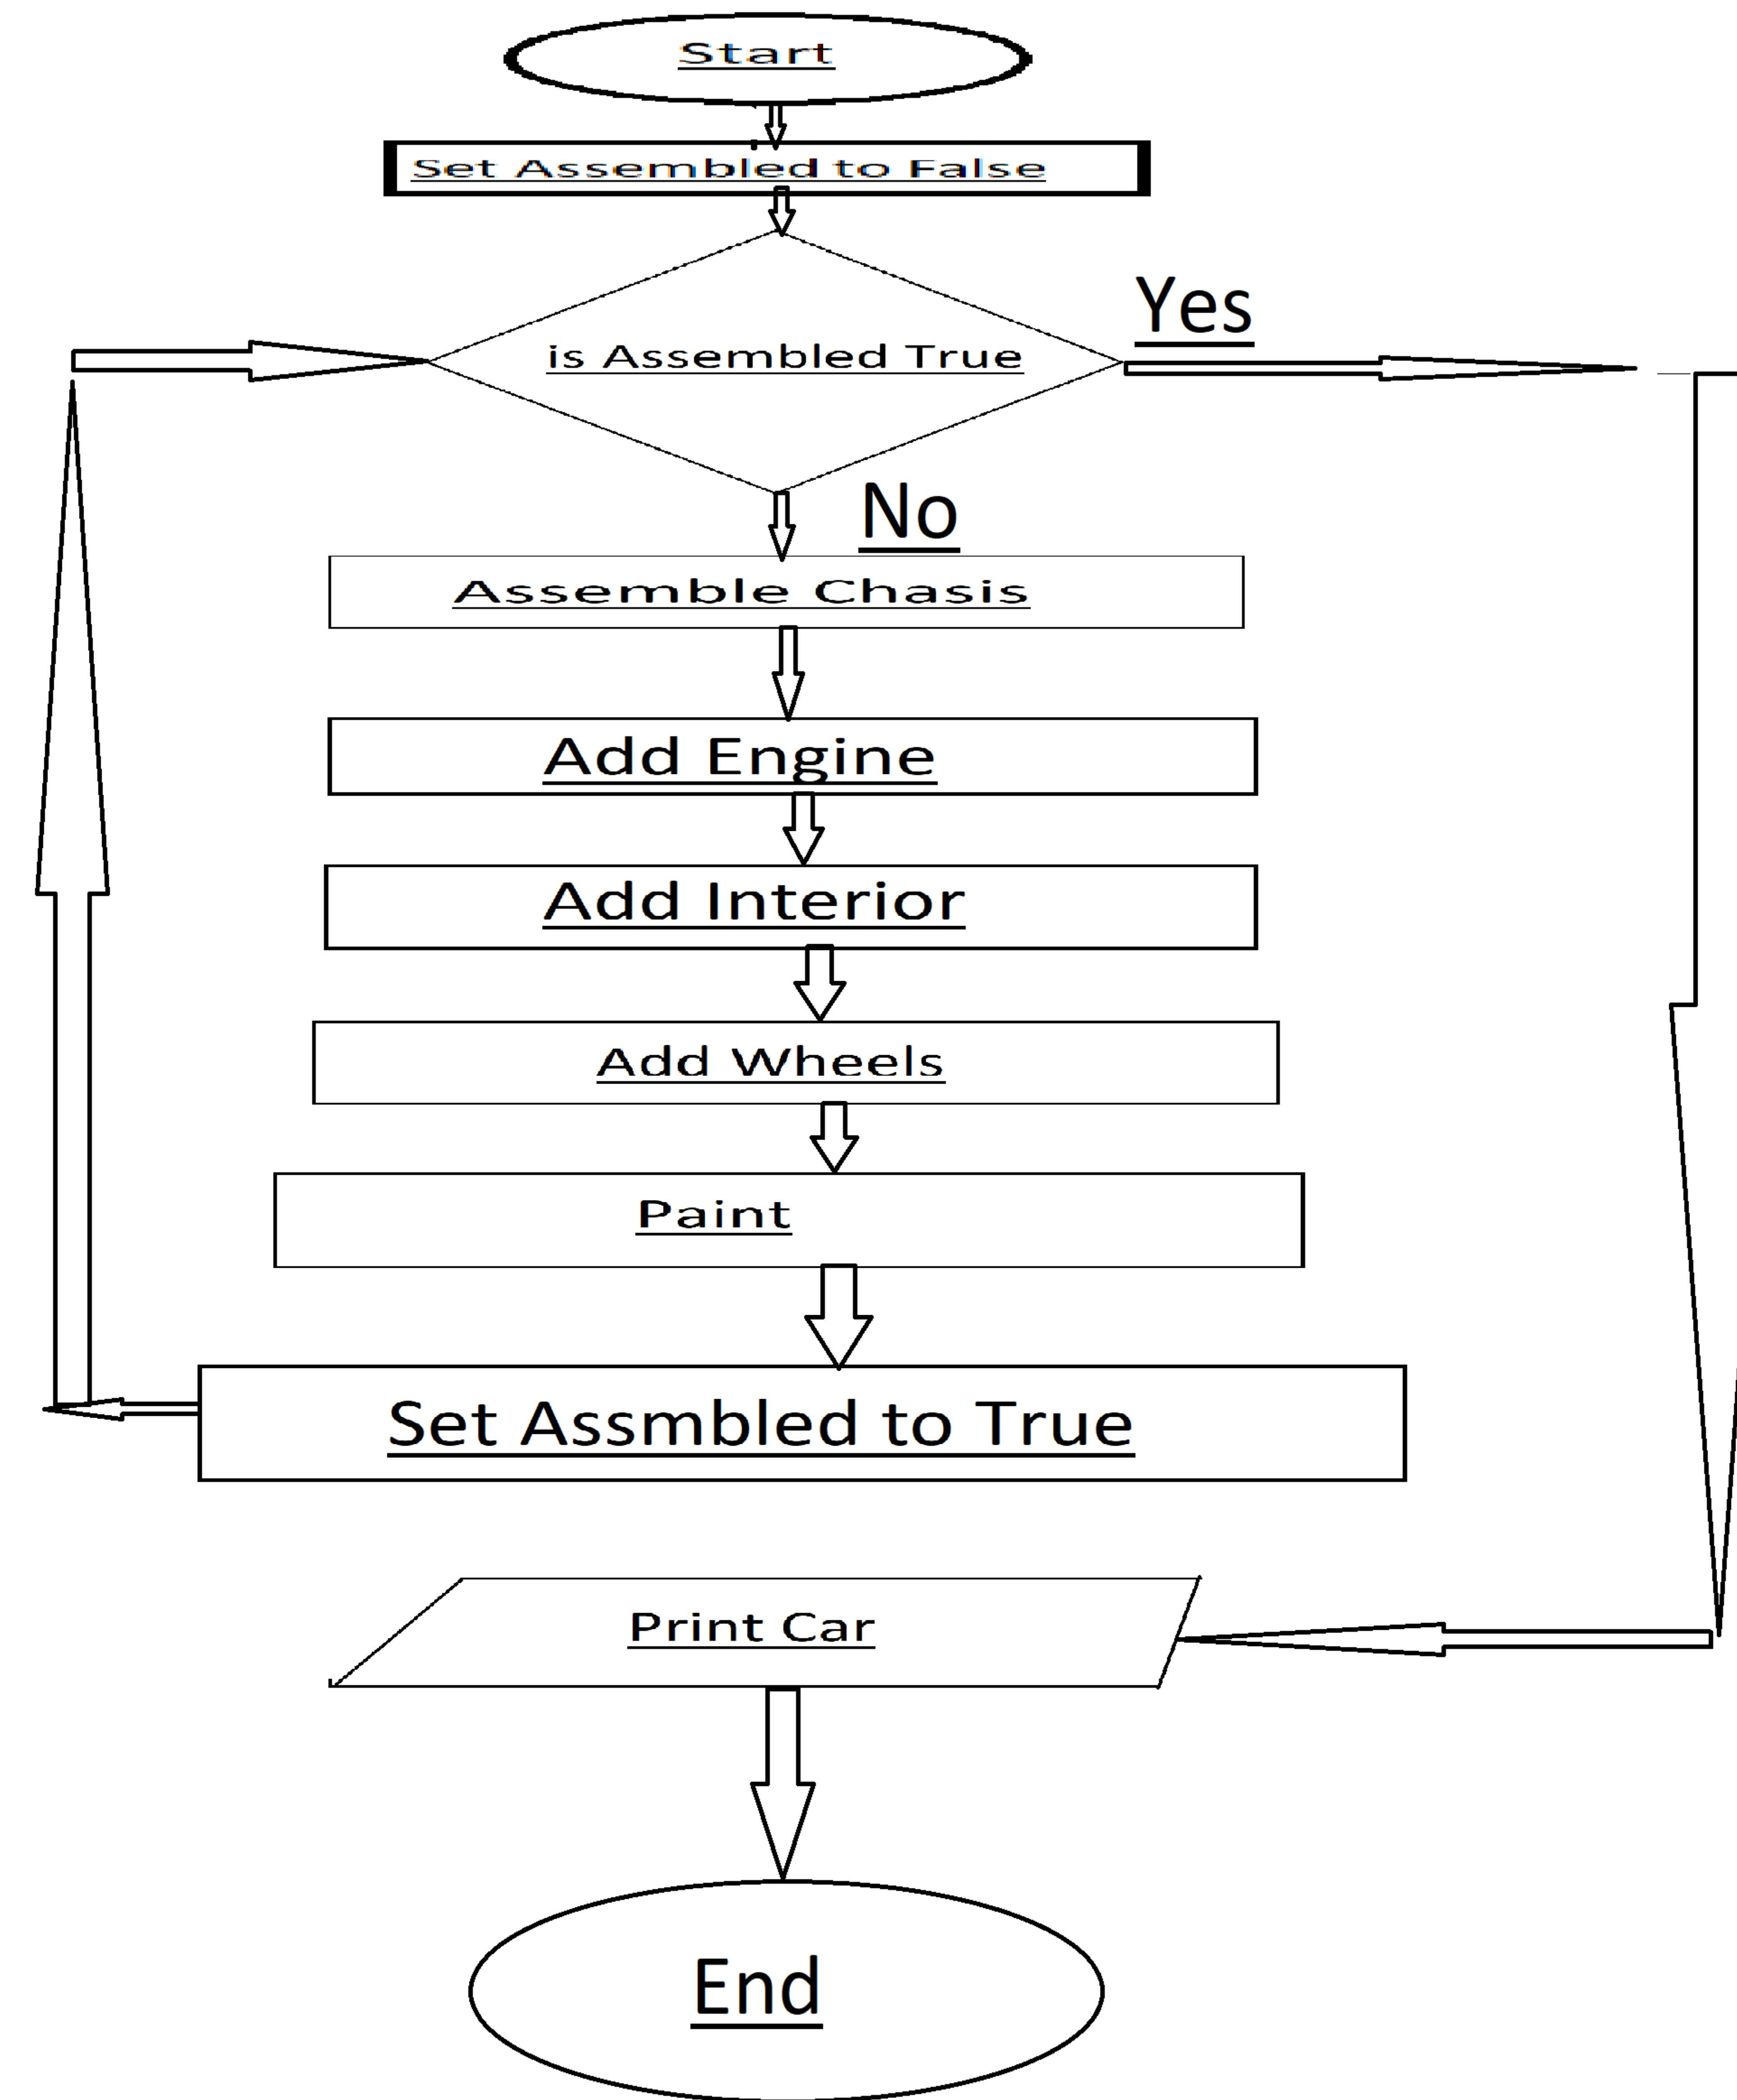 Start
Set Assembled to False
is Assembled True
Yes
No
Assemble Chasis
Add Engine
Add Interior
Add Wheels
Paint
Set Assmbled to True
Print Car
End